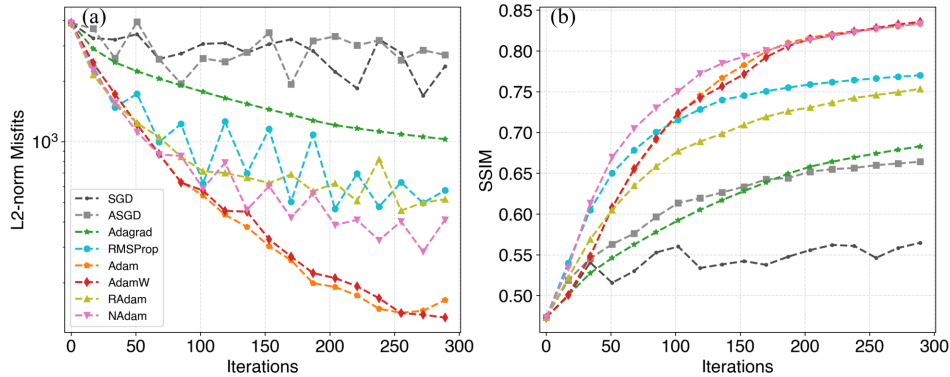 (a)
L2-norm Misfits
10³
SGD
ASGD
Adagrad
RMSProp
Adam
AdamW
RAdam
NAdam
0 50 100 150 200 250 300
Iterations
(b)
SSIM
0.85
0.80
0.75
0.70
0.65
0.60
0.55
0.50
0 50 100 150 200 250 300
Iterations